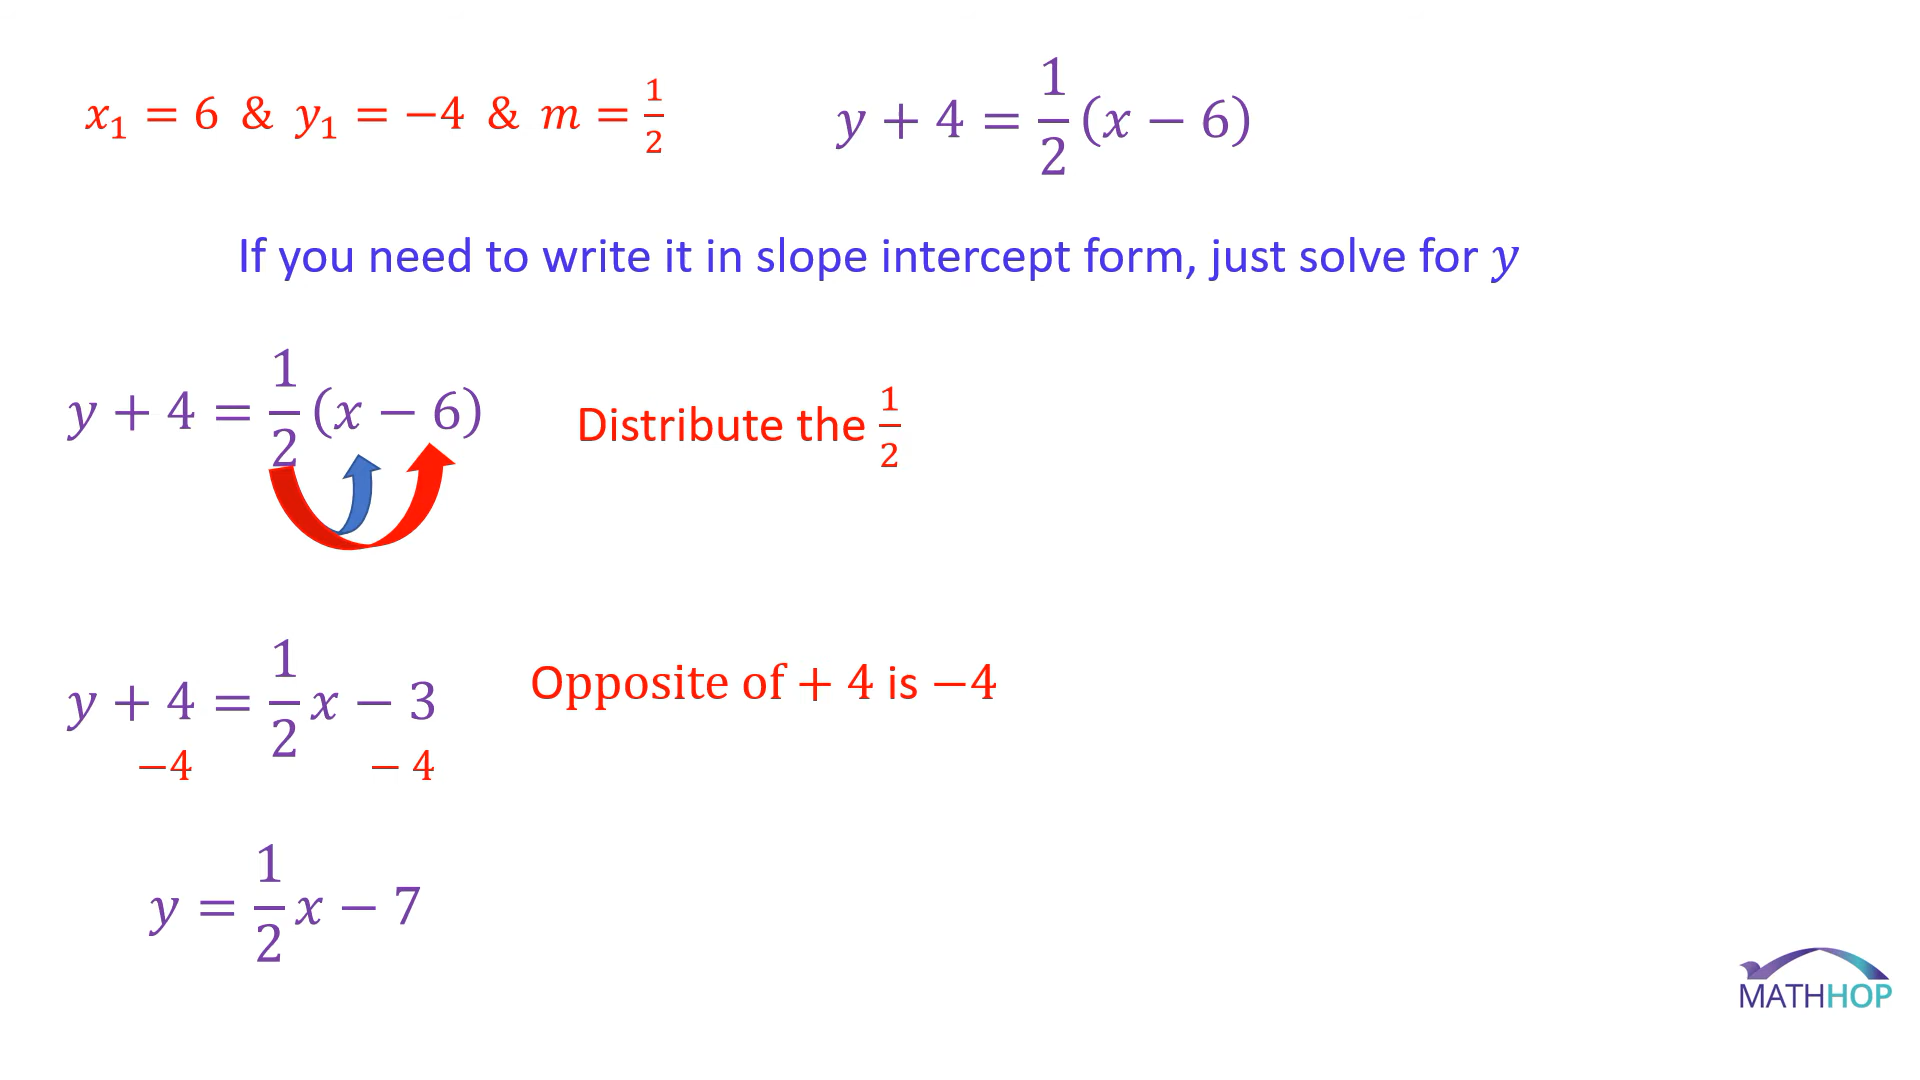 x₁ = 6 & y₁ = −4 & m = 1/2
y + 4 = 1/2 (x − 6)
If you need to write it in slope intercept form, just solve for y
y + 4 = 1/2 (x − 6)
Distribute the 1/2
y + 4 = 1/2 x − 3
Opposite of + 4 is −4
−4 − 4
y = 1/2 x − 7
MATHHOP